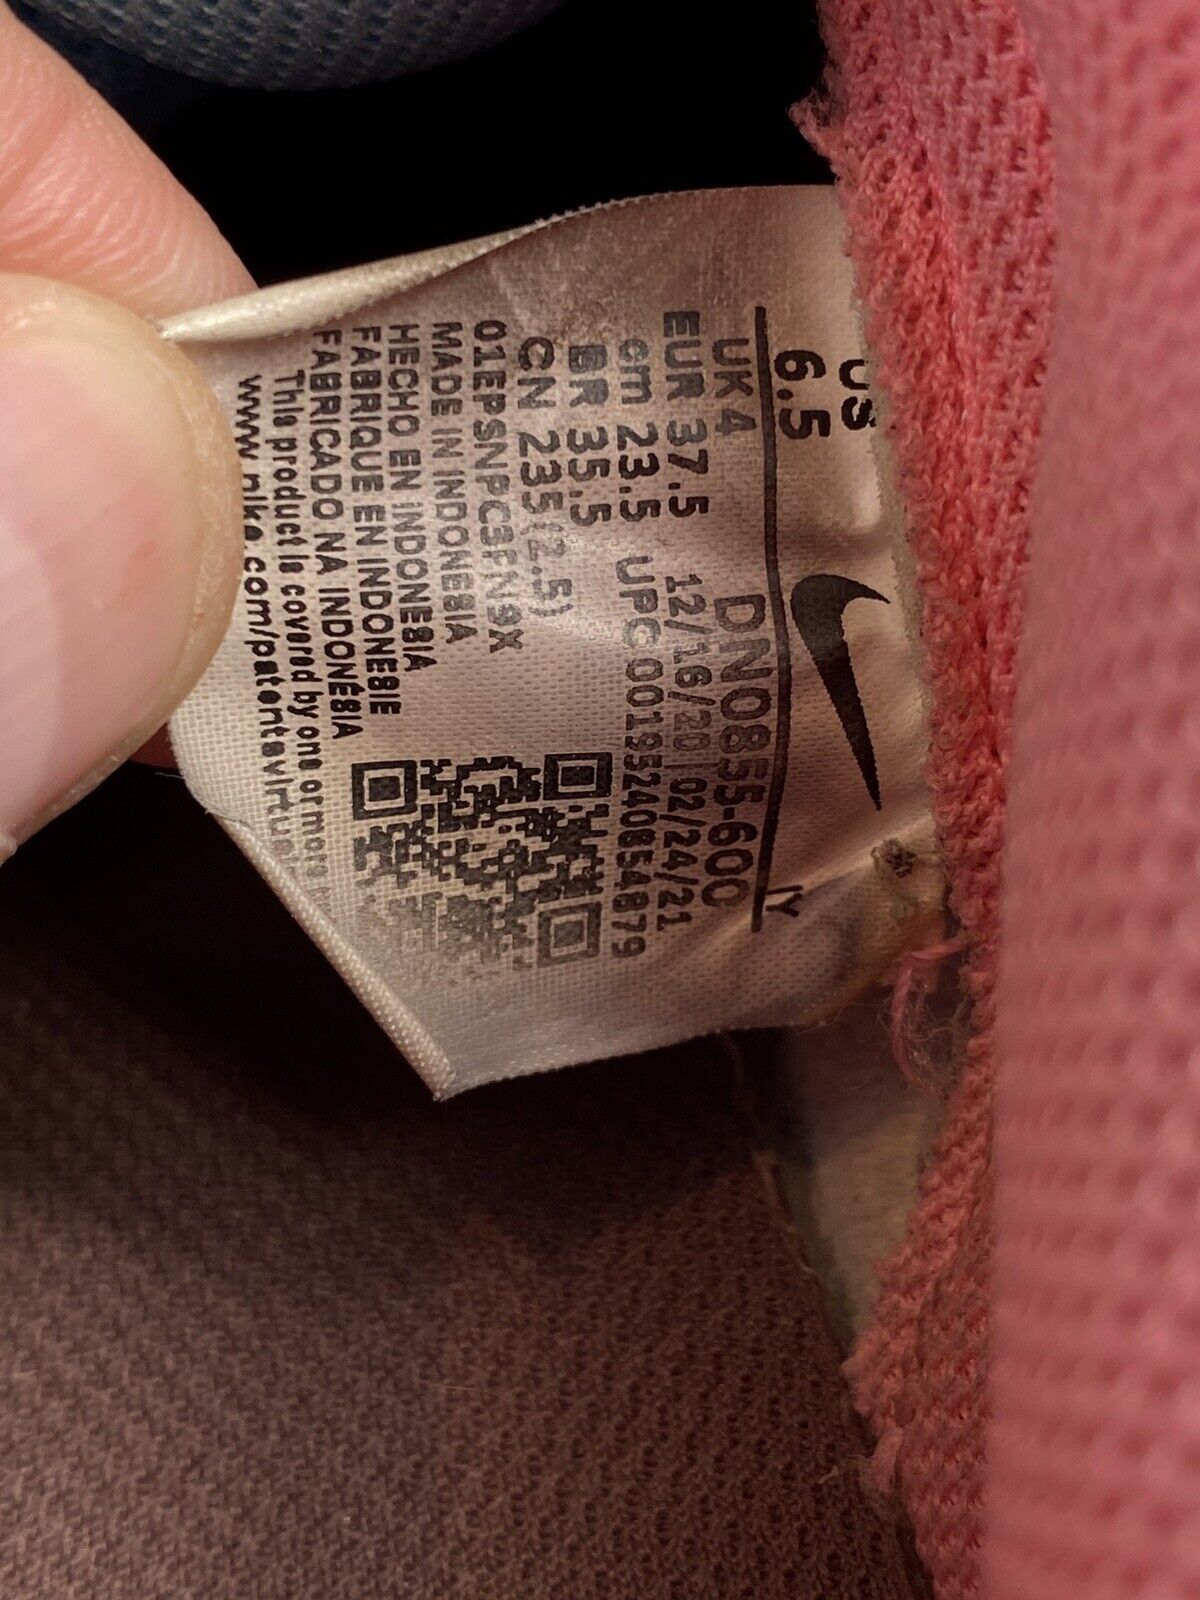 US
6.5
IY
UK 4
DN0855-600
EUR 37.5
12/16/20 02/24/21
cm 23.5
UPC 00195240854879
BR 35.5
CN 235(2.5)
01EPSNPC3FN9X
MADE IN INDONESIA
HECHO EN INDONESIA
FABRIQUE EN INDONESIE
FABRICADO NA INDONÉSIA
This product is covered by one or more
www.nike.com/patentsvirtual